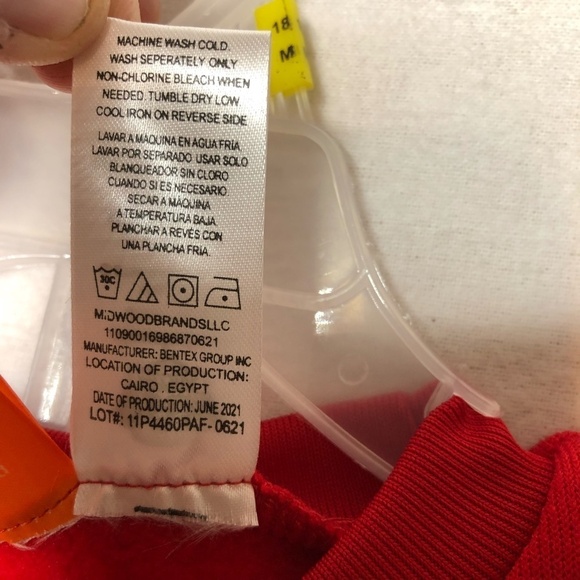 18
M
MACHINE WASH COLD.
WASH SEPERATELY ONLY
NON-CHLORINE BLEACH WHEN
NEEDED. TUMBLE DRY LOW
COOL IRON ON REVERSE SIDE
LAVAR A MAQUINA EN AGUA FRIA
LAVAR POR SEPARADO USAR SOLO
BLANQUEADOR SIN CLORO
CUANDO SI ES NECESARIO
SECAR A MAQUINA
A TEMPERATURA BAJA
PLANCHAR A REVÉS CON
UNA PLANCHA FRIA.
30C
MIDWOODBRANDSLLC
11090016986870621
MANUFACTURER: BENTEX GROUP INC
LOCATION OF PRODUCTION:
CAIRO . EGYPT
DATE OF PRODUCTION: JUNE 2021
LOT#: 11P4460PAF- 0621